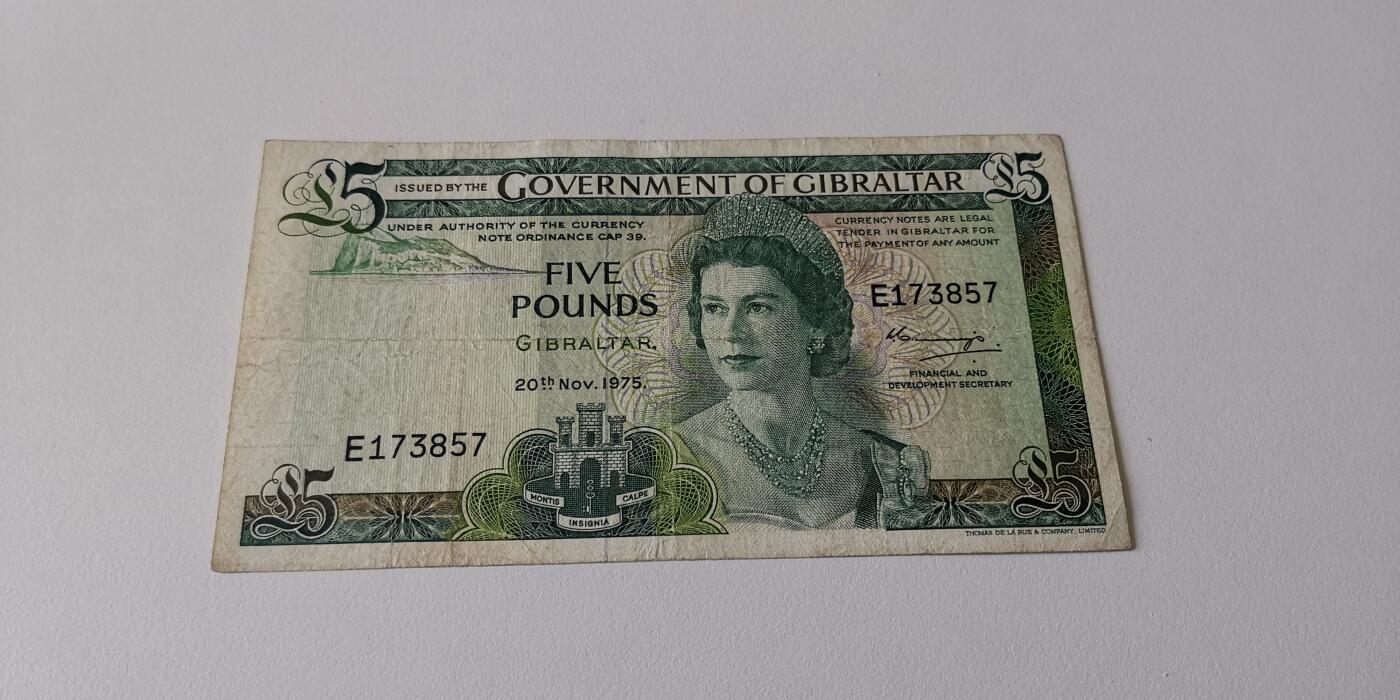 £5 ISSUED BY THE GOVERNMENT OF GIBRALTAR £5
UNDER AUTHORITY OF THE CURRENCY
NOTE ORDINANCE CAP 39.
CURRENCY NOTES ARE LEGAL
TENDER IN GIBRALTAR FOR
THE PAYMENT OF ANY AMOUNT
FIVE
POUNDS
GIBRALTAR.
20th Nov. 1975.
E173857
FINANCIAL AND
DEVELOPMENT SECRETARY
E173857
MONTIS CALPE
INSIGNIA
£5 £5
THOMAS DE LA RUE & COMPANY, LIMITED